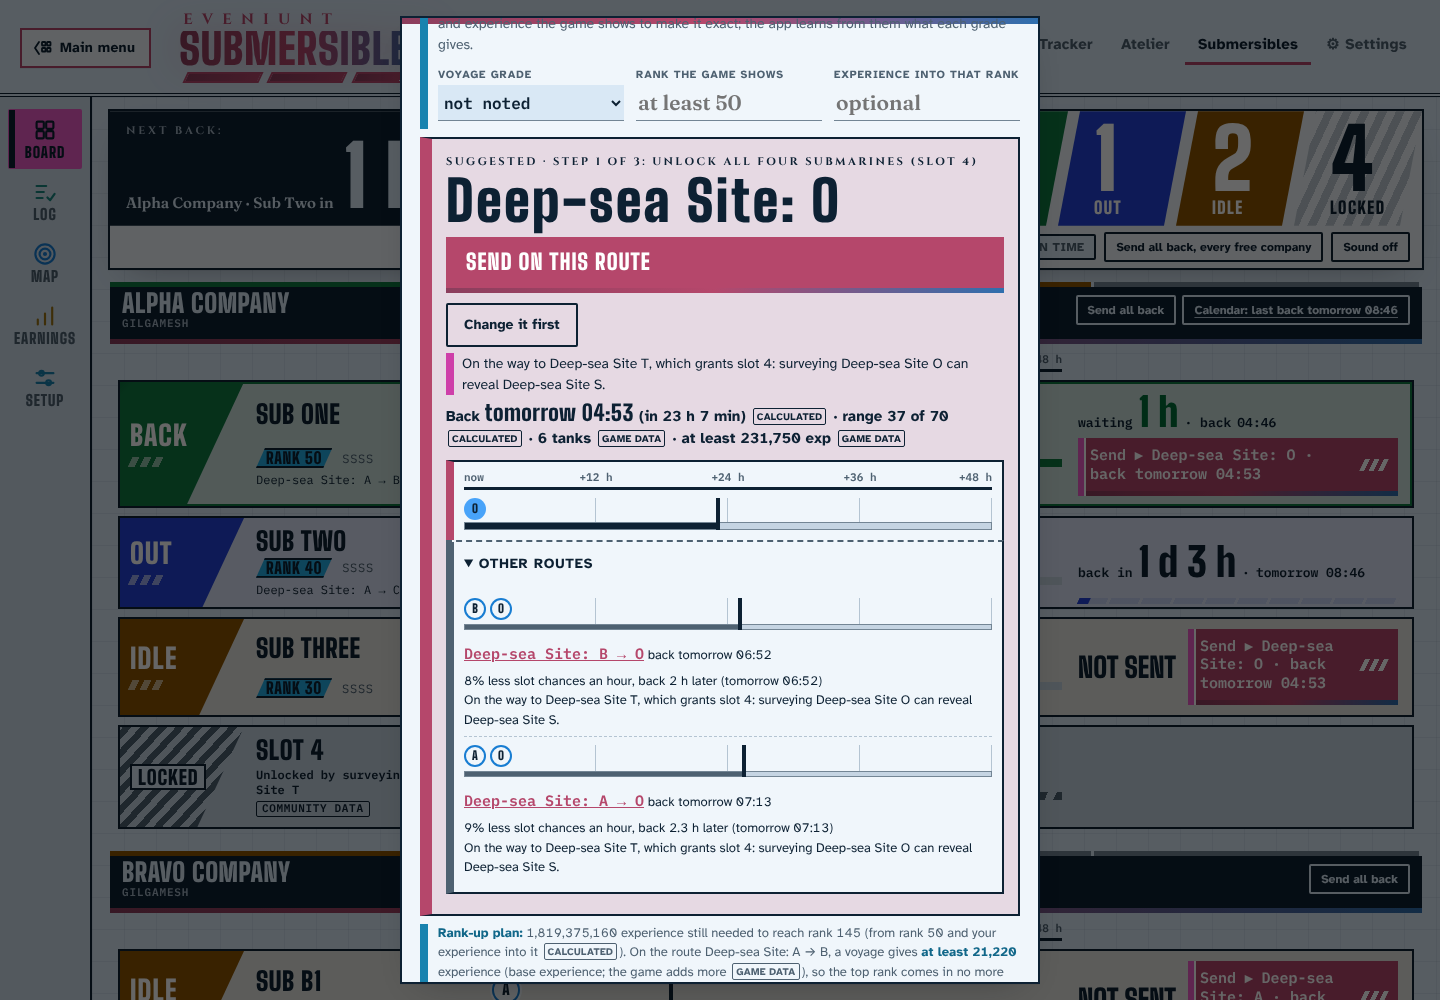 EVENIUNT
SUBMERSIBLE
Main menu
Tracker
Atelier
Submersibles
Settings
BOARD
LOG
MAP
EARNINGS
SETUP
NEXT BACK:
Alpha Company · Sub Two in
1
1 OUT
2 IDLE
4 LOCKED
N TIME
Send all back, every free company
Sound off
ALPHA COMPANY
GILGAMESH
Send all back
Calendar: last back tomorrow 08:46
48 h
BACK
SUB ONE
RANK 50 SSSS
Deep-sea Site: A → B
waiting 1 h · back 04:46
Send ▶ Deep-sea Site: O ·
back tomorrow 04:53
OUT
SUB TWO
RANK 40 SSSS
Deep-sea Site: A → C
back in 1 d 3 h · tomorrow 08:46
IDLE
SUB THREE
RANK 30 SSSS
NOT SENT
Send ▶ Deep-sea
Site: O · back
tomorrow 04:53
LOCKED
SLOT 4
Unlocked by surveyin
Site T
COMMUNITY DATA
BRAVO COMPANY
GILGAMESH
Send all back
48 h
IDLE
SUB B1
A
NOT SENT
Send ▶ Deep-sea
Site: A · back
and experience the game shows to make it exact, the app learns from them what each grade
gives.
VOYAGE GRADE
not noted
RANK THE GAME SHOWS
at least 50
EXPERIENCE INTO THAT RANK
optional
SUGGESTED · STEP 1 OF 3: UNLOCK ALL FOUR SUBMARINES (SLOT 4)
Deep-sea Site: O
SEND ON THIS ROUTE
Change it first
On the way to Deep-sea Site T, which grants slot 4: surveying Deep-sea Site O can
reveal Deep-sea Site S.
Back tomorrow 04:53 (in 23 h 7 min) CALCULATED · range 37 of 70
CALCULATED · 6 tanks GAME DATA · at least 231,750 exp GAME DATA
now +12 h +24 h +36 h +48 h
O
▼ OTHER ROUTES
B O
Deep-sea Site: B → O back tomorrow 06:52
8% less slot chances an hour, back 2 h later (tomorrow 06:52)
On the way to Deep-sea Site T, which grants slot 4: surveying Deep-sea Site O can reveal
Deep-sea Site S.
A O
Deep-sea Site: A → O back tomorrow 07:13
9% less slot chances an hour, back 2.3 h later (tomorrow 07:13)
On the way to Deep-sea Site T, which grants slot 4: surveying Deep-sea Site O can reveal
Deep-sea Site S.
Rank-up plan: 1,819,375,160 experience still needed to reach rank 145 (from rank 50 and your
experience into it CALCULATED ). On the route Deep-sea Site: A → B, a voyage gives at least 21,220
experience (base experience; the game adds more GAME DATA ), so the top rank comes in no more